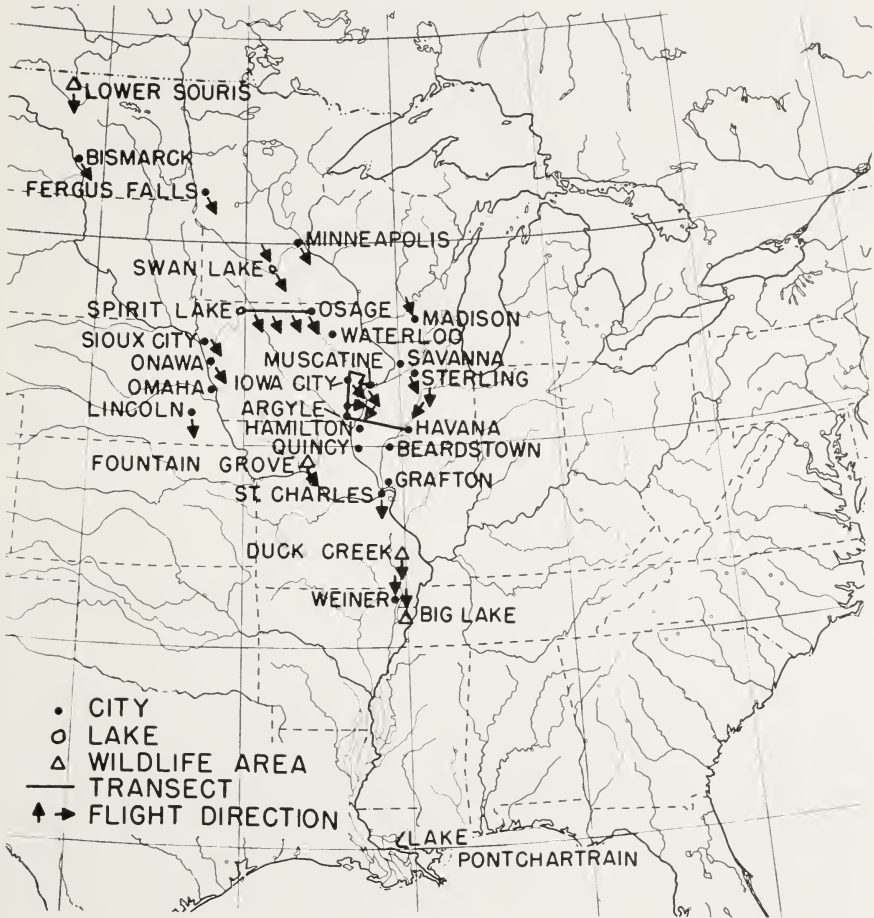 LOWER SOURIS
BISMARCK
FERGUS FALLS
MINNEAPOLIS
SWAN LAKE
SPIRIT LAKE
OSAGE
MADISON
WATERLOO
SIOUX CITY
MUSCATINE
SAVANNA
ONAWA
IOWA CITY
STERLING
OMAHA
LINCOLN
ARGYLE
HAMILTON
HAVANA
QUINCY
BEARDSTOWN
FOUNTAIN GROVE
GRAFTON
ST. CHARLES
DUCK CREEK
WEINER
BIG LAKE
CITY
LAKE
WILDLIFE AREA
TRANSECT
FLIGHT DIRECTION
LAKE
PONTCHARTRAIN